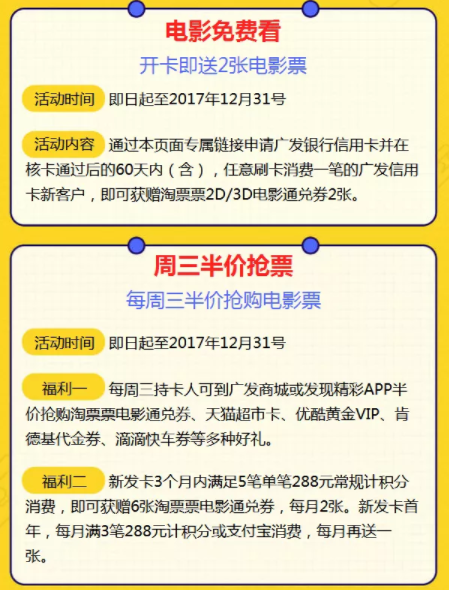 电影免费看
开卡即送2张电影票
活动时间 即日起至2017年12月31号
活动内容 通过本页面专属链接申请广发银行信用卡并在
核卡通过后的60天内（含），任意刷卡消费一笔的广发信用
卡新客户，即可获赠淘票票2D/3D电影通兑券2张。
周三半价抢票
每周三半价抢购电影票
活动时间 即日起至2017年12月31号
福利一 每周三持卡人可到广发商城或发现精彩APP半
价抢购淘票票电影通兑券、天猫超市卡、优酷黄金VIP、肯
德基代金券、滴滴快车券等多种好礼。
福利二 新发卡3个月内满足5笔单笔288元常规计积分
消费，即可获赠6张淘票票电影通兑券，每月2张。新发卡首
年，每月满3笔288元计积分或支付宝消费，每月再送一
张。